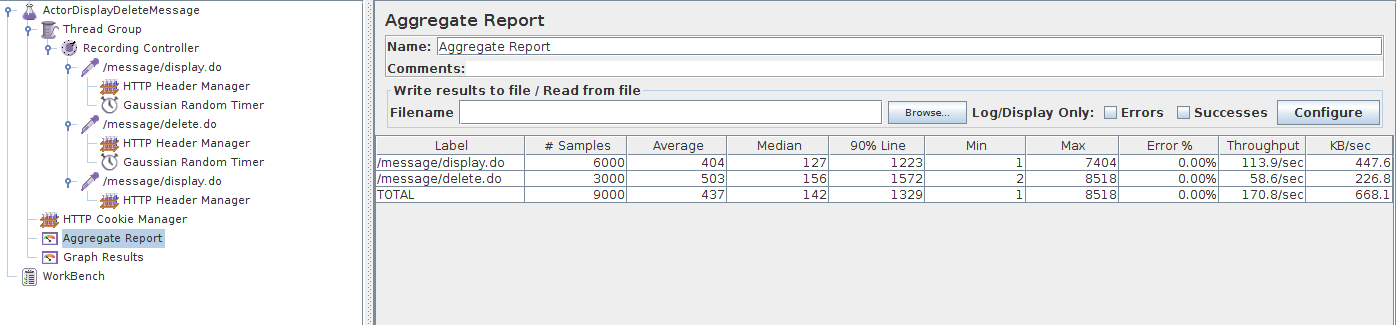 ActorDisplayDeleteMessage
Thread Group
Recording Controller
/message/display.do
HTTP Header Manager
Gaussian Random Timer
/message/delete.do
HTTP Header Manager
Gaussian Random Timer
/message/display.do
HTTP Header Manager
HTTP Cookie Manager
Aggregate Report
Graph Results
WorkBench
Aggregate Report
Name: Aggregate Report
Comments:
Write results to file / Read from file
Filename Browse... Log/Display Only: Errors Successes Configure
Label # Samples Average Median 90% Line Min Max Error % Throughput KB/sec
/message/display.do 6000 404 127 1223 1 7404 0.00% 113.9/sec 447.6
/message/delete.do 3000 503 156 1572 2 8518 0.00% 58.6/sec 226.8
TOTAL 9000 437 142 1329 1 8518 0.00% 170.8/sec 668.1